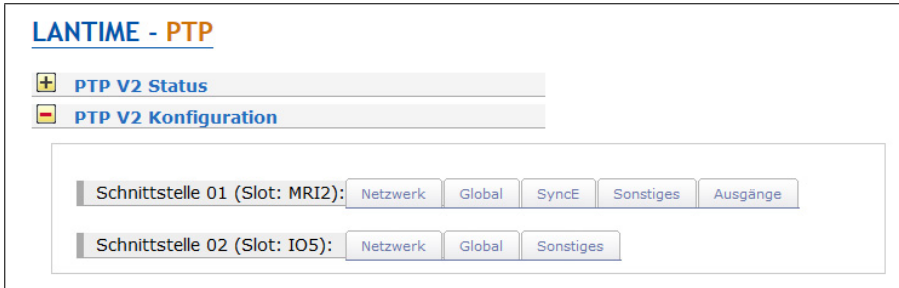 LANTIME - PTP
PTP V2 Status
PTP V2 Konfiguration
Schnittstelle 01 (Slot: MRI2): Netzwerk Global SyncE Sonstiges Ausgänge
Schnittstelle 02 (Slot: IO5): Netzwerk Global Sonstiges